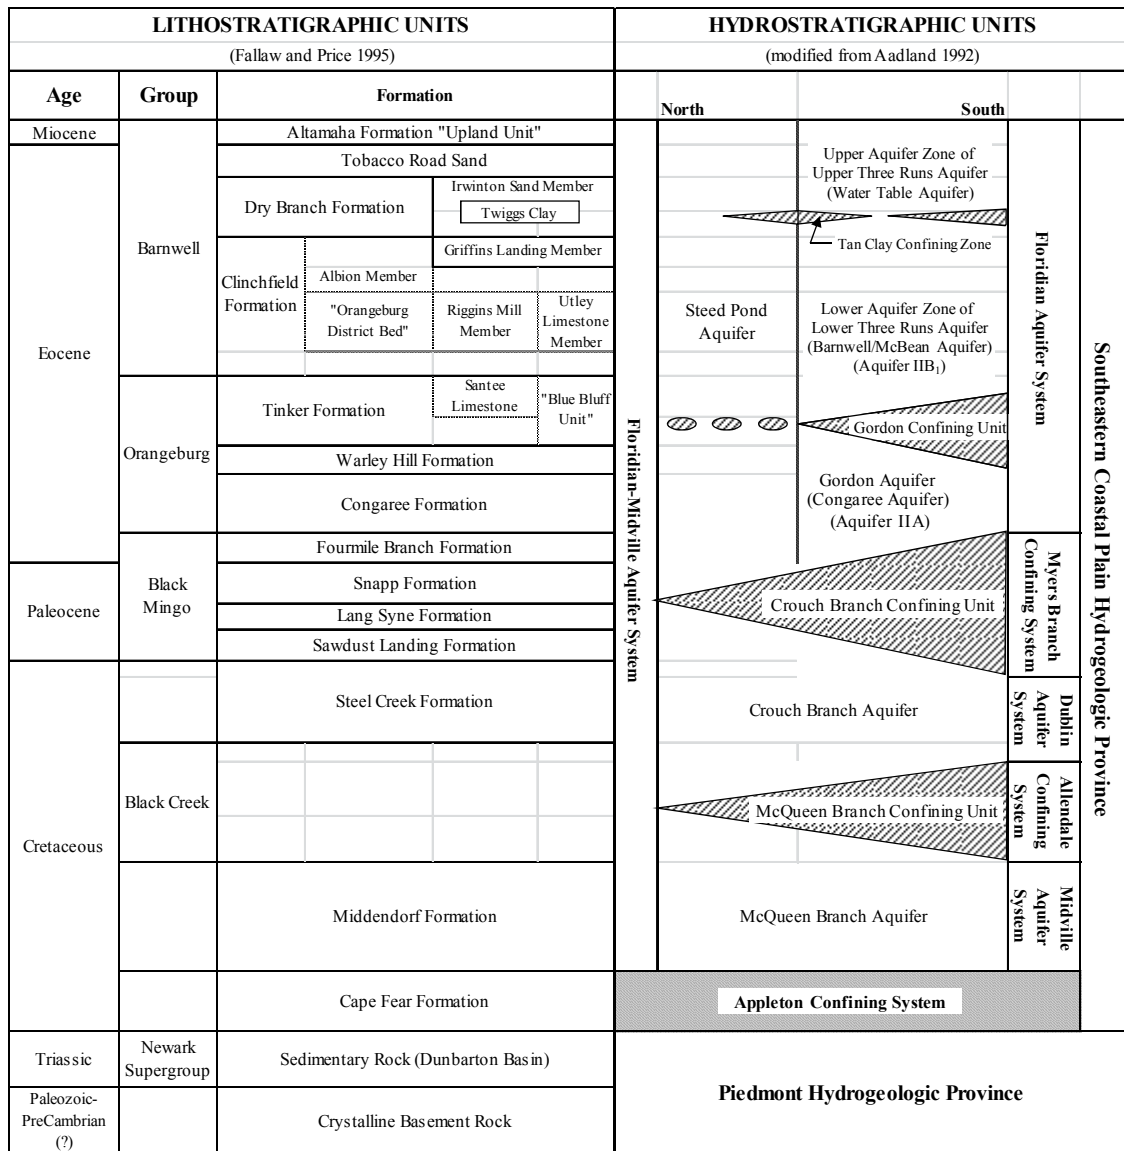 LITHOSTRATIGRAPHIC UNITS
(Fallaw and Price 1995)
HYDROSTRATIGRAPHIC UNITS
(modified from Aadland 1992)
Age
Group
Formation
North
South
Miocene
Eocene
Paleocene
Cretaceous
Triassic
Paleozoic-
PreCambrian
(?)
Barnwell
Orangeburg
Black
Mingo
Black Creek
Newark
Supergroup
Altamaha Formation "Upland Unit"
Tobacco Road Sand
Dry Branch Formation
Irwinton Sand Member
Twiggs Clay
Griffins Landing Member
Clinchfield
Formation
Albion Member
"Orangeburg
District Bed"
Riggins Mill
Member
Utley
Limestone
Member
Tinker Formation
Santee
Limestone
"Blue Bluff
Unit"
Warley Hill Formation
Congaree Formation
Fourmile Branch Formation
Snapp Formation
Lang Syne Formation
Sawdust Landing Formation
Steel Creek Formation
Middendorf Formation
Cape Fear Formation
Sedimentary Rock (Dunbarton Basin)
Crystalline Basement Rock
Floridian-Midville Aquifer System
Steed Pond
Aquifer
Upper Aquifer Zone of
Upper Three Runs Aquifer
(Water Table Aquifer)
Tan Clay Confining Zone
Lower Aquifer Zone of
Lower Three Runs Aquifer
(Barnwell/McBean Aquifer)
(Aquifer IIB₁)
Gordon Confining Unit
Gordon Aquifer
(Congaree Aquifer)
(Aquifer IIA)
Crouch Branch Confining Unit
Crouch Branch Aquifer
McQueen Branch Confining Unit
McQueen Branch Aquifer
Appleton Confining System
Floridian Aquifer System
Myers Branch
Confining System
Dublin
Aquifer
System
Allendale
Confining
System
Midville
Aquifer
System
Southeastern Coastal Plain Hydrogeologic Province
Piedmont Hydrogeologic Province